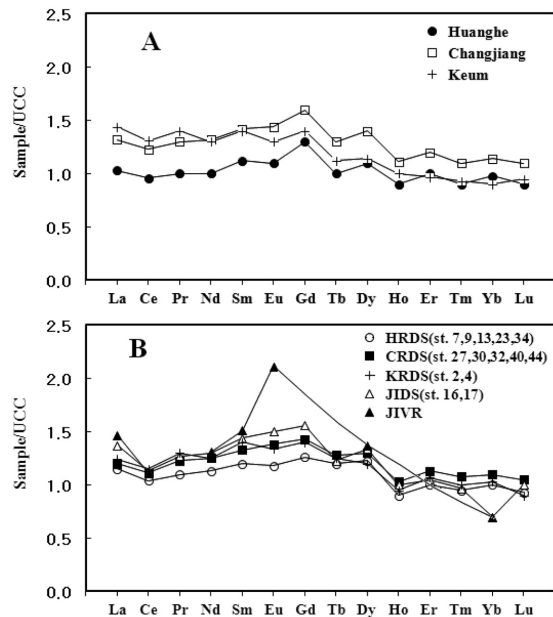 A
Huanghe
Changjiang
Keum
Sample/UCC
2.5
2.0
1.5
1.0
0.5
0.0
La Ce Pr Nd Sm Eu Gd Tb Dy Ho Er Tm Yb Lu
B
HRDS(st. 7,9,13,23,34)
CRDS(st. 27,30,32,40,44)
KRDS(st. 2,4)
JIDS(st. 16,17)
JIVR
Sample/UCC
2.5
2.0
1.5
1.0
0.5
0.0
La Ce Pr Nd Sm Eu Gd Tb Dy Ho Er Tm Yb Lu